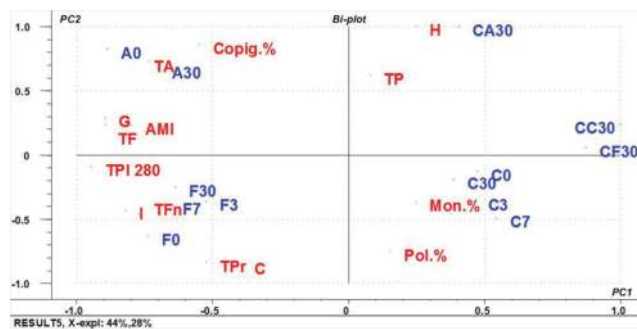 PC2 Bi-plot
1.0 H CA30
A0 Copig.%
TA A30
TP
0.5
G AMI
TF CC30
0 CF30
TPI 280 C0
F30 C30
I TFn F7 F3 Mon.% C3
-0.5 C7
F0
Pol.%
TPr C
-1.0 PC1
-1.0 -0.5 0 0.5 1.0
RESULT5, X-expl: 44%,28%